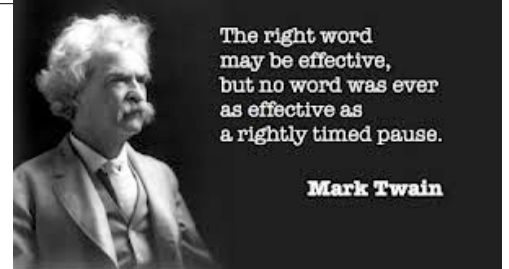 The right word
may be effective,
but no word was ever
as effective as
a rightly timed pause.
Mark Twain